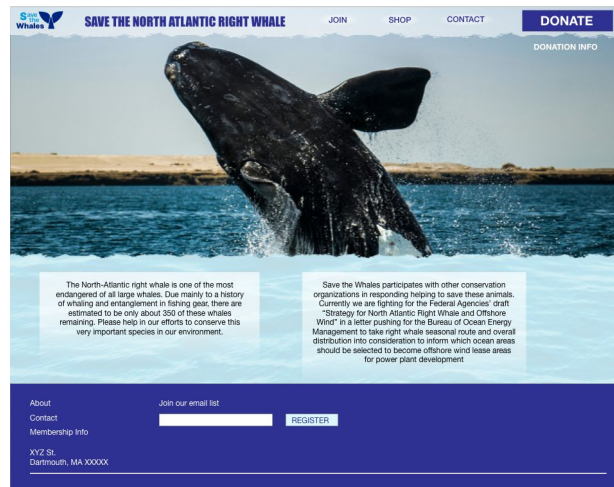 Save
the
Whales
SAVE THE NORTH ATLANTIC RIGHT WHALE
JOIN
SHOP
CONTACT
DONATE
DONATION INFO
The North-Atlantic right whale is one of the most
endangered of all large whales. Due mainly to a history
of whaling and entanglement in fishing gear, there are
estimated to be only about 350 of these whales
remaining. Please help in our efforts to conserve this
very important species in our environment.
Save the Whales participates with other conservation
organizations in responding helping to save these animals.
Currently we are fighting for the Federal Agencies’ draft
“Strategy for North Atlantic Right Whale and Offshore
Wind” in a letter pushing for the Bureau of Ocean Energy
Management to take right whale seasonal route and overall
distribution into consideration to inform which ocean areas
should be selected to become offshore wind lease areas
for power plant development
About
Contact
Membership Info
XYZ St.
Dartmouth, MA XXXXX
Join our email list
REGISTER